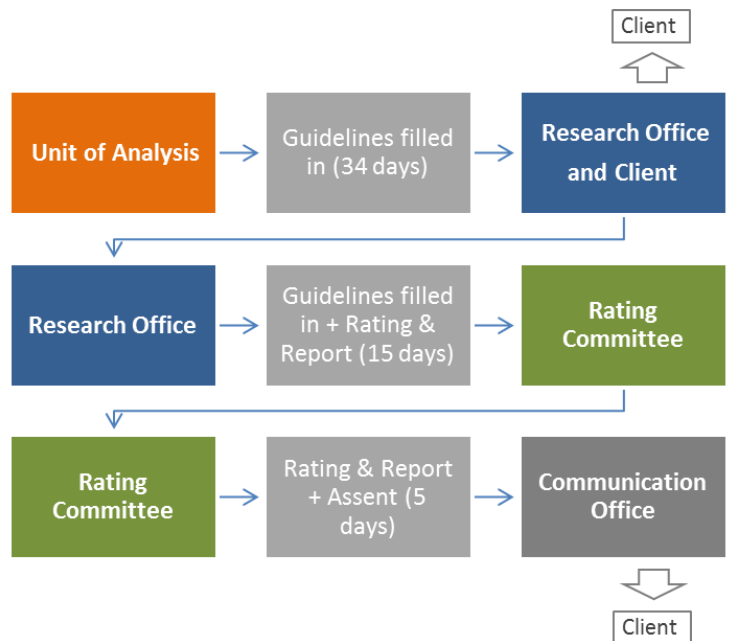 Client
Unit of Analysis
Guidelines filled
in (34 days)
Research Office
and Client
Research Office
Guidelines filled
in + Rating &
Report (15 days)
Rating
Committee
Rating
Committee
Rating & Report
+ Assent (5
days)
Communication
Office
Client